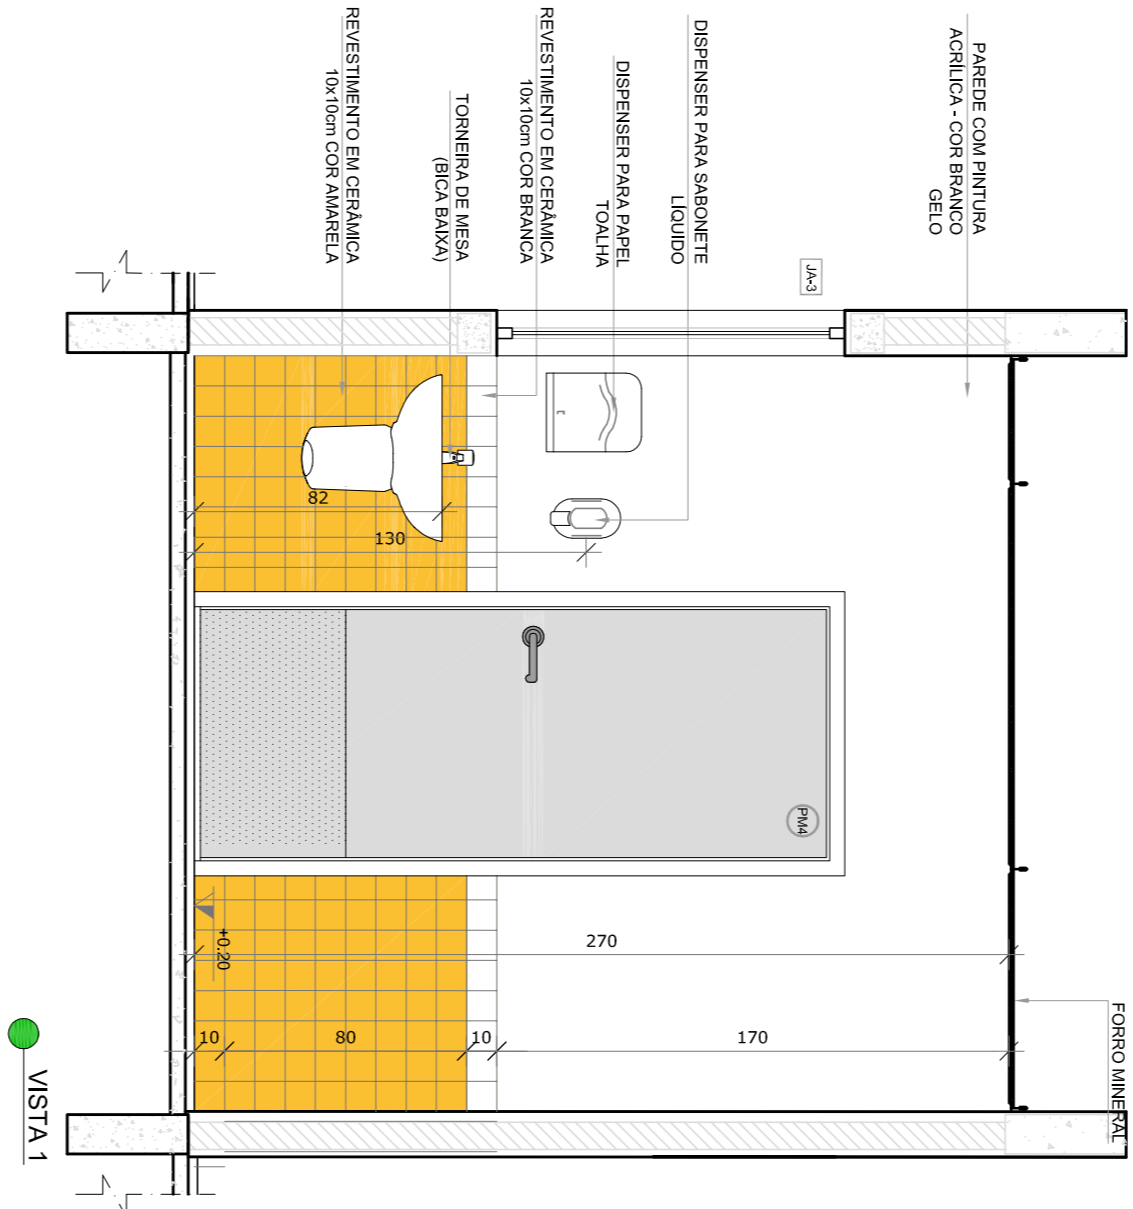 PAREDE COM PINTURA
ACRÍLICA - COR BRANCO
GELO
DISPENSER PARA SABONETE
LÍQUIDO
DISPENSER PARA PAPEL
TOALHA
REVESTIMENTO EM CERÂMICA
10x10cm COR BRANCA
TORNEIRA DE MESA
(BICA BAIXA)
REVESTIMENTO EM CERÂMICA
10x10cm COR AMARELA
JA-3
82
130
PM4
270
+0.20
10
80
10
170
FORRO MINERAL
VISTA 1